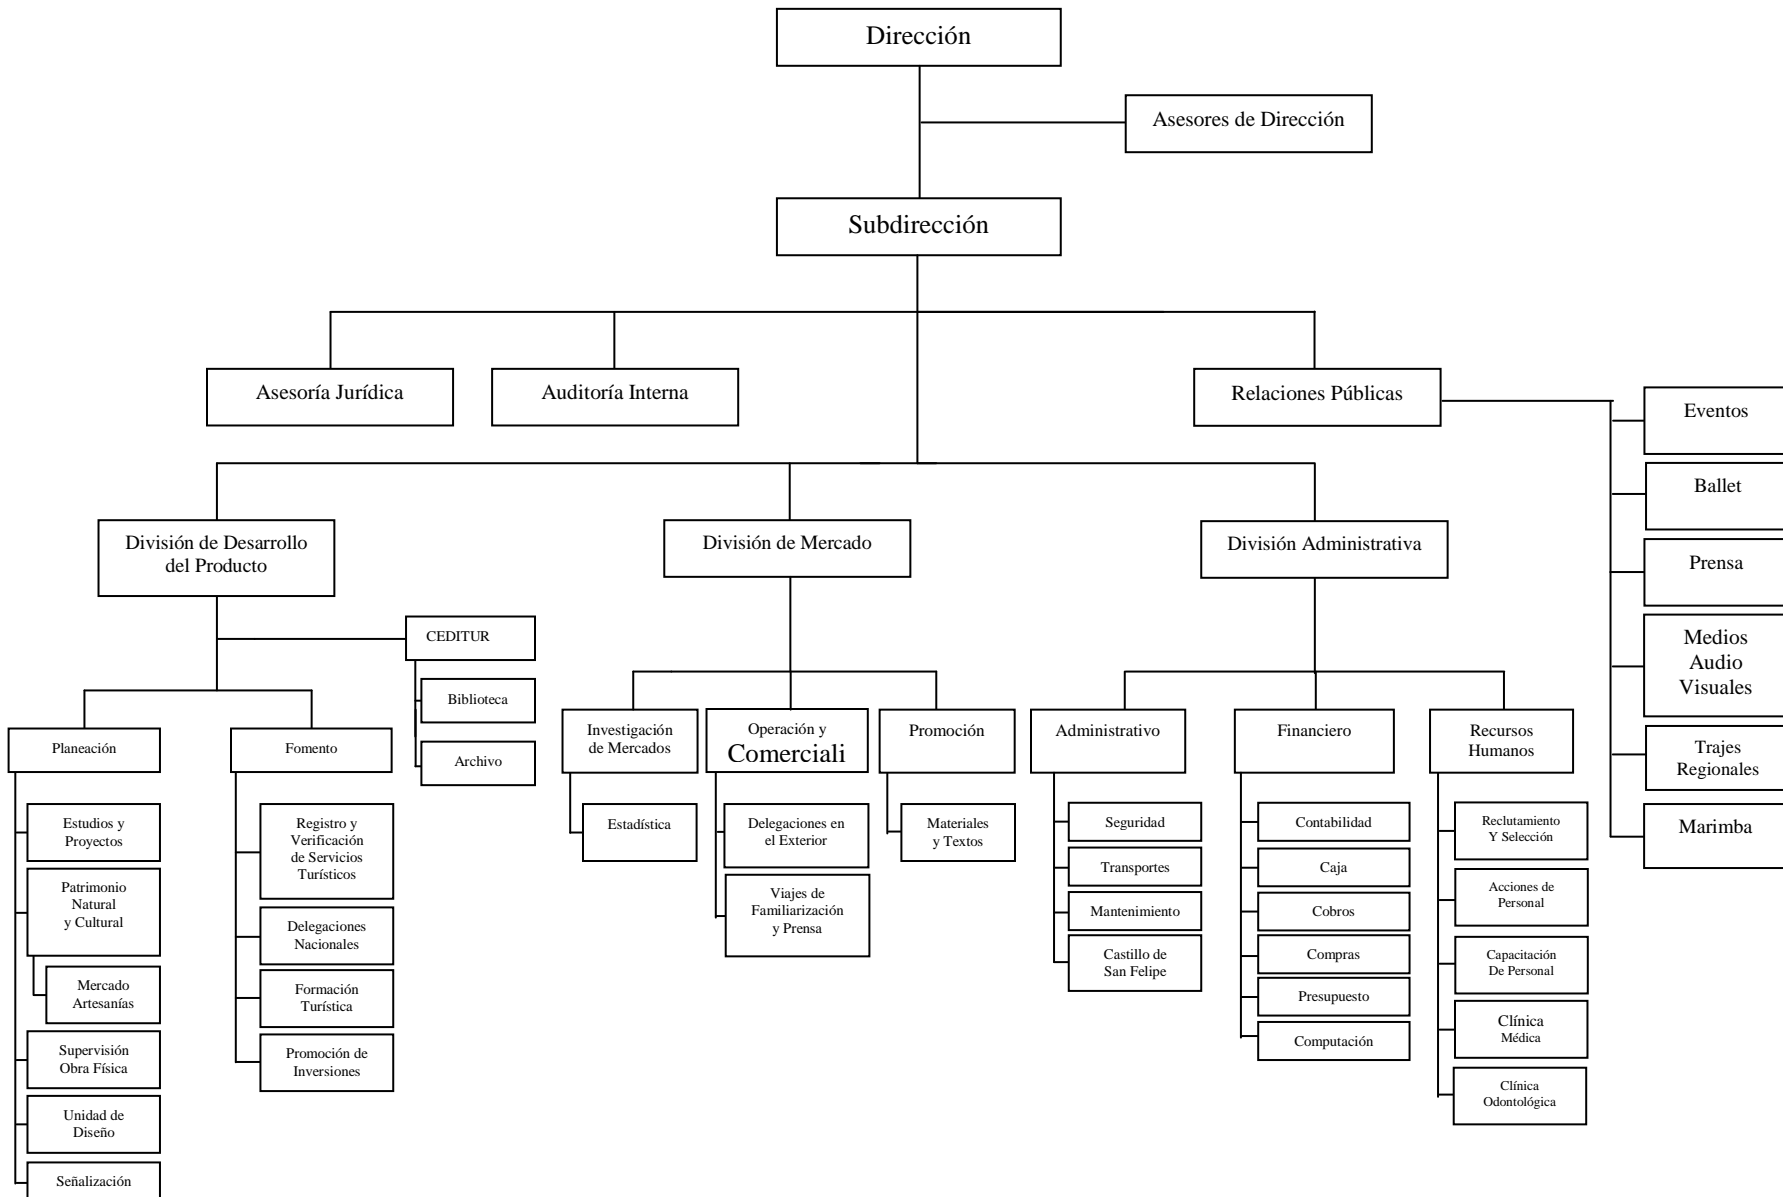 Dirección
Asesores de Dirección
Subdirección
Asesoría Jurídica
Auditoría Interna
Relaciones Públicas
Eventos
Ballet
Prensa
Medios
Audio
Visuales
Trajes
Regionales
Marimba
División de Desarrollo
del Producto
División de Mercado
División Administrativa
CEDITUR
Biblioteca
Archivo
Planeación
Estudios y
Proyectos
Patrimonio
Natural
y Cultural
Mercado
Artesanías
Supervisión
Obra Física
Unidad de
Diseño
Señalización
Fomento
Registro y
Verificación
de Servicios
Turísticos
Delegaciones
Nacionales
Formación
Turística
Promoción de
Inversiones
Investigación
de Mercados
Estadística
Operación y
Comerciali
Delegaciones en
el Exterior
Viajes de
Familiarización
y Prensa
Promoción
Materiales
y Textos
Administrativo
Seguridad
Transportes
Mantenimiento
Castillo de
San Felipe
Financiero
Contabilidad
Caja
Cobros
Compras
Presupuesto
Computación
Recursos
Humanos
Reclutamiento
Y Selección
Acciones de
Personal
Capacitación
De Personal
Clínica
Médica
Clínica
Odontológica